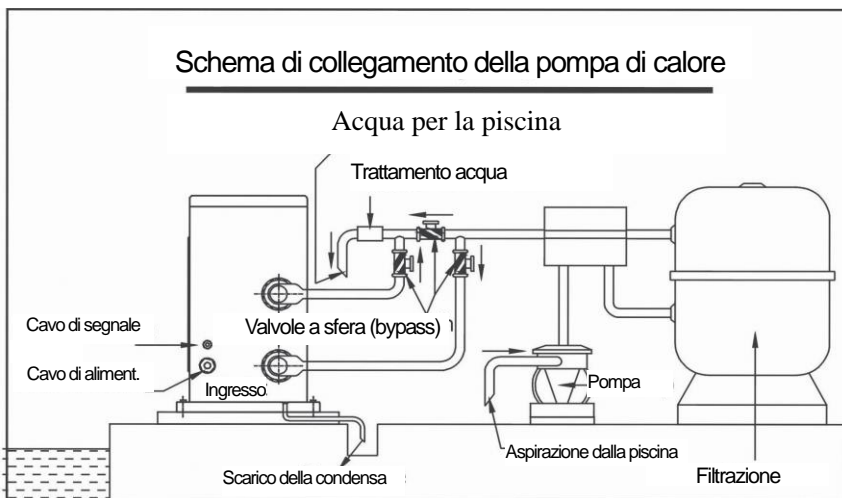 Schema di collegamento della pompa di calore
Acqua per la piscina
Trattamento acqua
Cavo di segnale
Valvole a sfera (bypass)
Cavo di aliment.
Ingresso
Pompa
Aspirazione dalla piscina
Scarico della condensa
Filtrazione